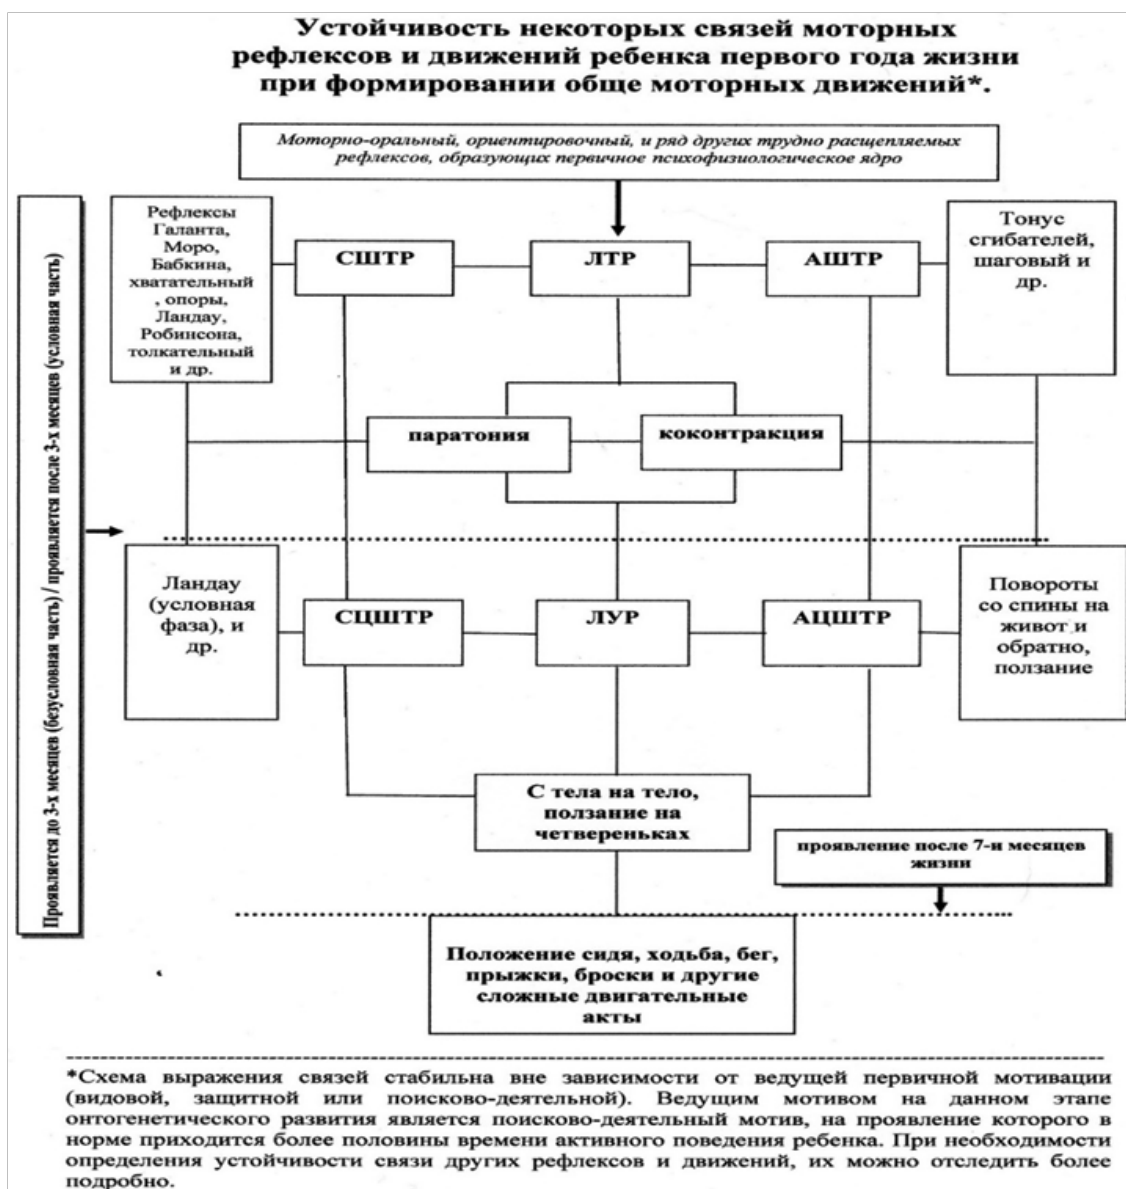 Устойчивость некоторых связей моторных
рефлексов и движений ребенка первого года жизни
при формировании обще моторных движений*.
Моторно-оральный, ориентировочный, и ряд других трудно расщепляемых
рефлексов, образующих первичное психофизиологическое ядро
Проявляется до 3-х месяцев (безусловная часть) / проявляется после 3-х месяцев (условная часть)
Рефлексы
Галанта,
Моро,
Бабкина,
хватательный
, опоры,
Ландау,
Робинсона,
толкательный
и др.
СШТР
ЛТР
АШТР
Тонус
сгибателей,
шаговый и
др.
паратония
коконтракция
Ландау
(условная
фаза), и
др.
СЦШТР
ЛУР
АЦШТР
Повороты
со спины на
живот и
обратно,
ползание
С тела на тело,
ползание на
четвереньках
проявление после 7-и месяцев
жизни
Положение сидя, ходьба, бег,
прыжки, броски и другие
сложные двигательные
акты
*Схема выражения связей стабильна вне зависимости от ведущей первичной мотивации
(видовой, защитной или поисково-деятельной). Ведущим мотивом на данном этапе
онтогенетического развития является поисково-деятельный мотив, на проявление которого в
норме приходится более половины времени активного поведения ребенка. При необходимости
определения устойчивости связи других рефлексов и движений, их можно отследить более
подробно.